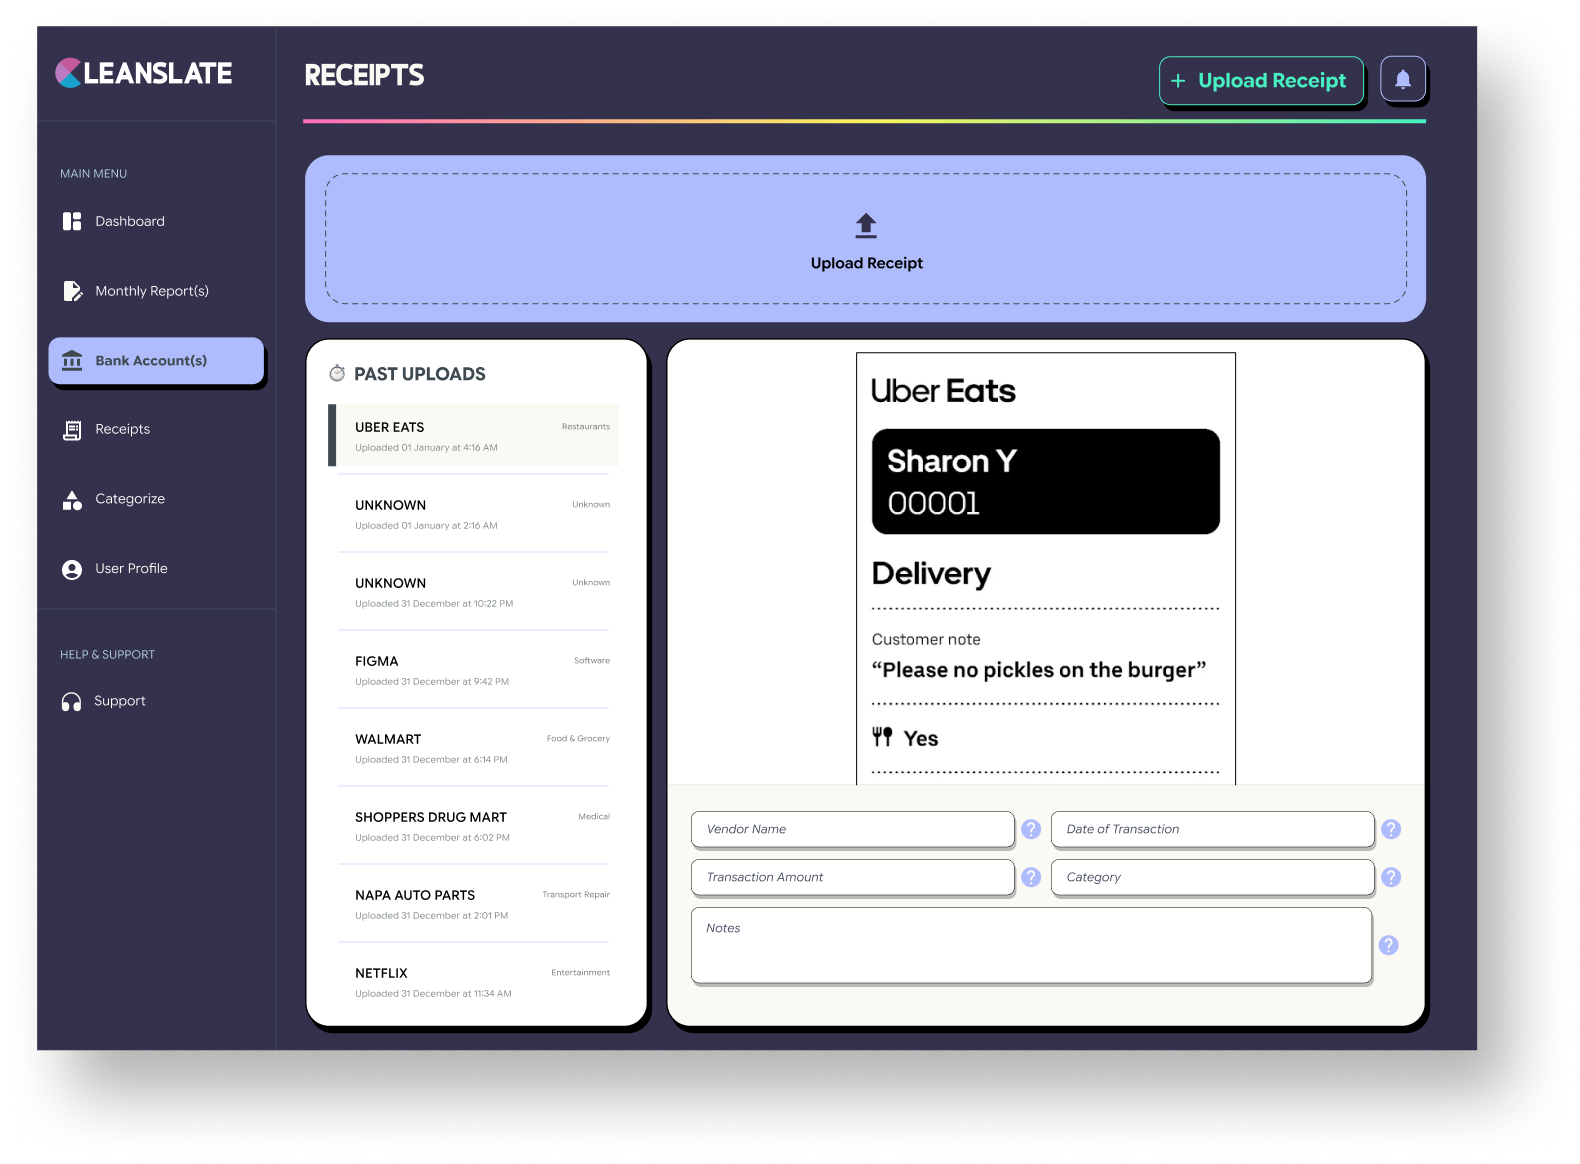 LEANSLATE
MAIN MENU
Dashboard
Monthly Report(s)
Bank Account(s)
Receipts
Categorize
User Profile
HELP & SUPPORT
Support
RECEIPTS
+ Upload Receipt
Upload Receipt
PAST UPLOADS
UBER EATS Restaurants
Uploaded 01 January at 4:16 AM
UNKNOWN Unknown
Uploaded 01 January at 2:16 AM
UNKNOWN Unknown
Uploaded 31 December at 10:22 PM
FIGMA Software
Uploaded 31 December at 9:42 PM
WALMART Food & Grocery
Uploaded 31 December at 6:14 PM
SHOPPERS DRUG MART Medical
Uploaded 31 December at 6:02 PM
NAPA AUTO PARTS Transport Repair
Uploaded 31 December at 2:01 PM
NETFLIX Entertainment
Uploaded 31 December at 11:34 AM
Uber Eats
Sharon Y
00001
Delivery
Customer note
“Please no pickles on the burger”
Yes
Vendor Name ? Date of Transaction ?
Transaction Amount ? Category ?
Notes ?